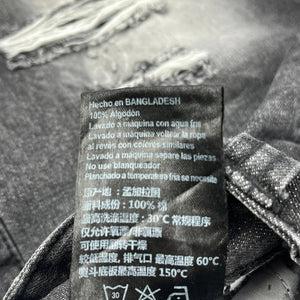 Hecho en BANGLADESH
100% Algodón
Lavado a máquina con agua fría
Lavado a máquina voltear la ropa
al revés con colores similares
Lavado a máquina separe las piezas
No use blanqueador
Planchado a temperatura fría se necesita
原产地: 孟加拉国
面料成份: 100% 棉
最高洗涤温度: 30℃ 常规程序
仅允许氧漂/非氯漂
可使用翻转干燥
较低温度, 排气口 最高温度 60℃
熨斗底板最高温度 150℃
30